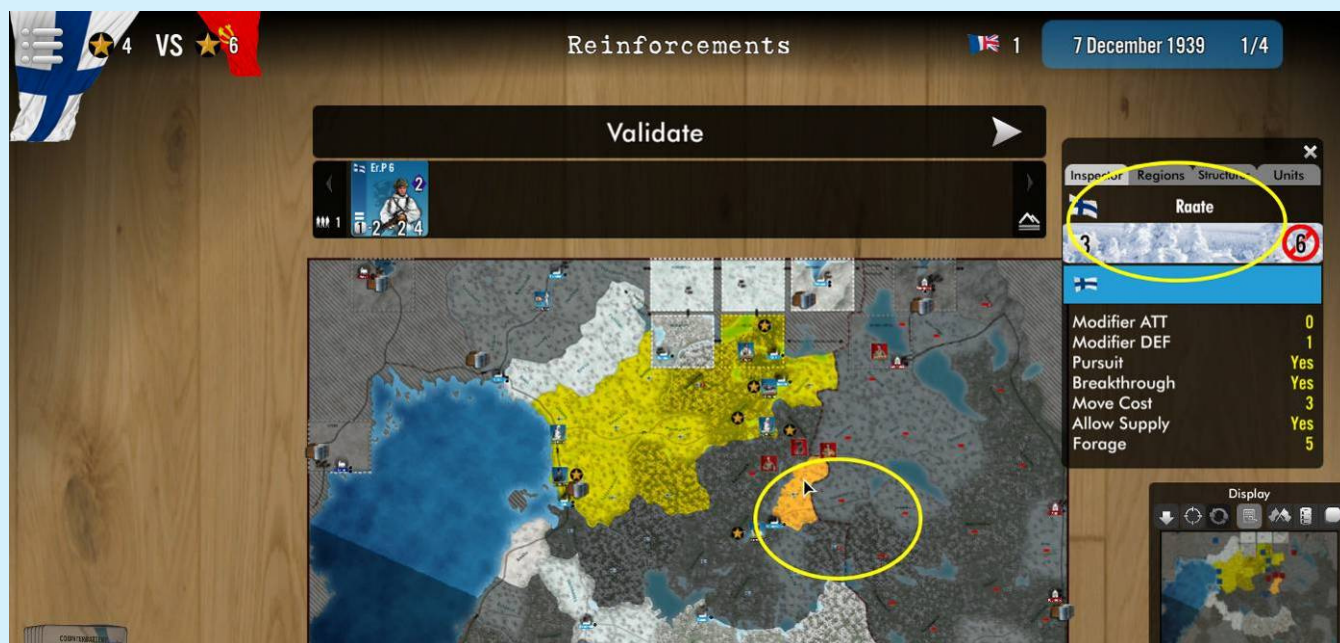 4 VS 6
Reinforcements
1
7 December 1939 1/4
Validate
Er.P 6
2
1
1 2 2 4
Inspector Regions Structures Units
Raate
3 6
Modifier ATT 0
Modifier DEF 1
Pursuit Yes
Breakthrough Yes
Move Cost 3
Allow Supply Yes
Forage 5
Display